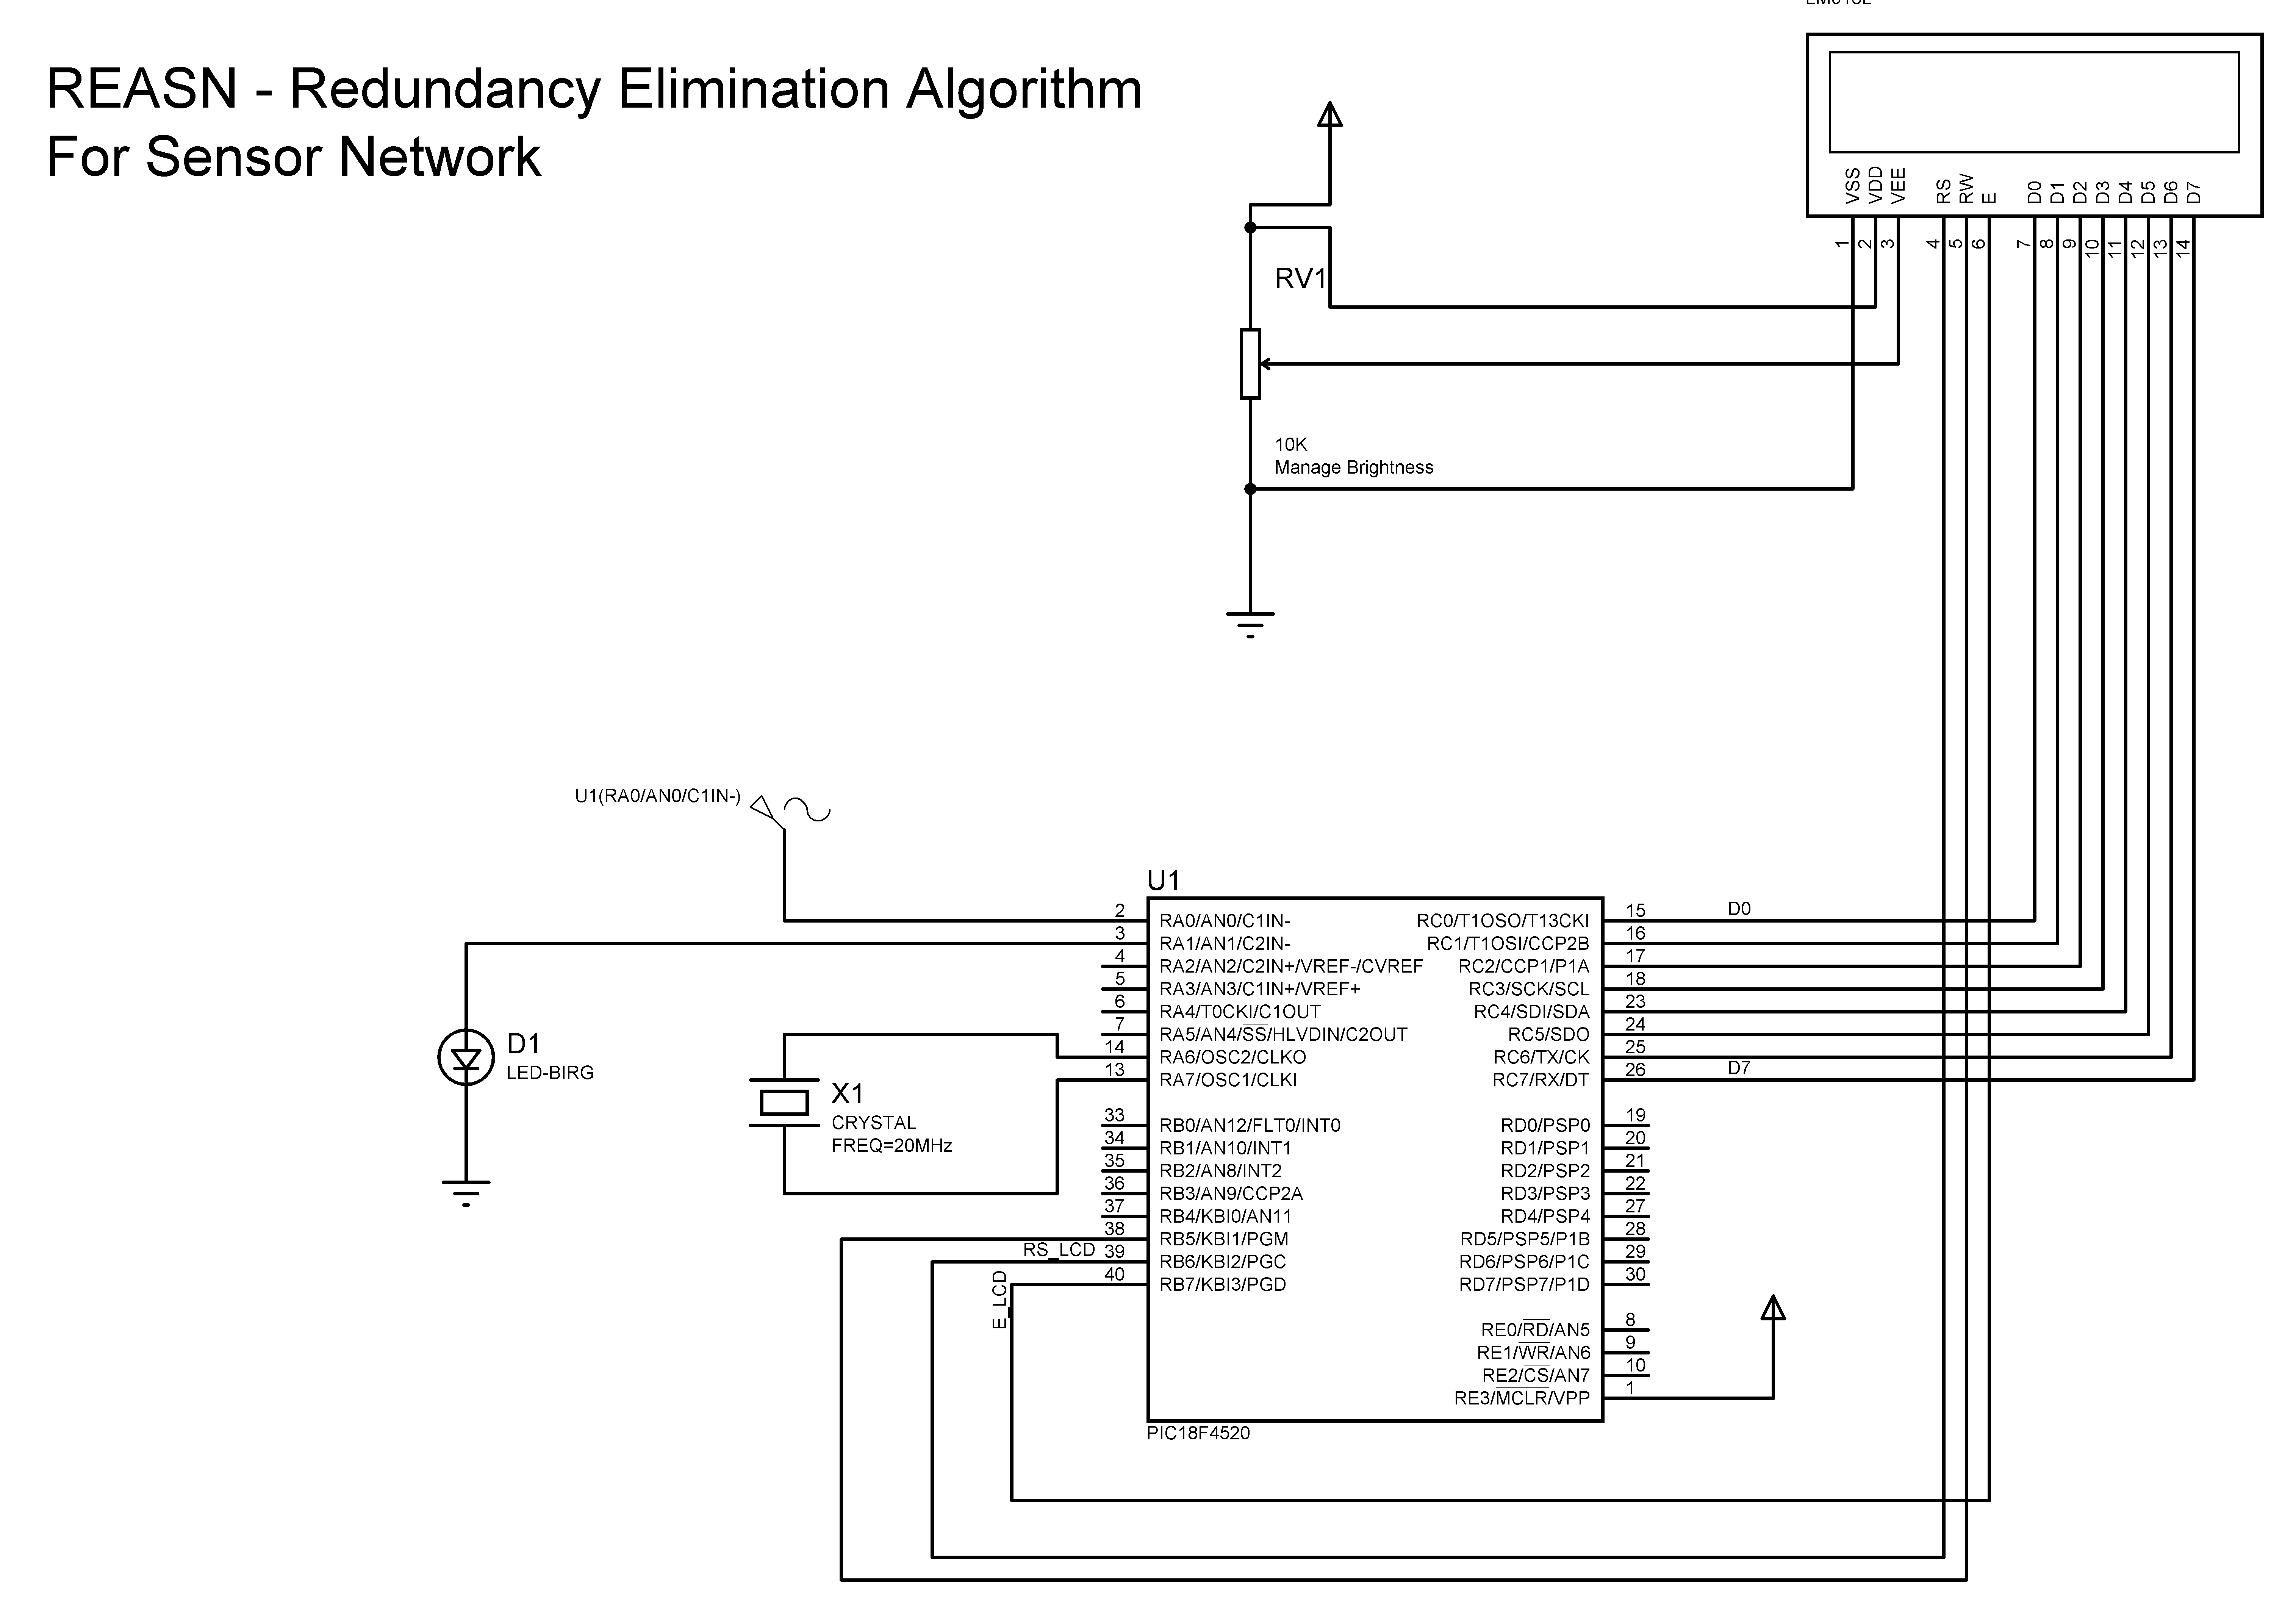 REASN - Redundancy Elimination Algorithm
For Sensor Network
VSS
VDD
VEE
RS
RW
E
D0
D1
D2
D3
D4
D5
D6
D7
1
2
3
4
5
6
7
8
9
10
11
12
13
14
RV1
10K
Manage Brightness
U1(RA0/AN0/C1IN-)
U1
2 RA0/AN0/C1IN-
3 RA1/AN1/C2IN-
4 RA2/AN2/C2IN+/VREF-/CVREF
5 RA3/AN3/C1IN+/VREF+
6 RA4/T0CKI/C1OUT
7 RA5/AN4/SS/HLVDIN/C2OUT
14 RA6/OSC2/CLKO
13 RA7/OSC1/CLKI
33 RB0/AN12/FLT0/INT0
34 RB1/AN10/INT1
35 RB2/AN8/INT2
36 RB3/AN9/CCP2A
37 RB4/KBI0/AN11
38 RB5/KBI1/PGM
RS_LCD 39 RB6/KBI2/PGC
40 RB7/KBI3/PGD
E_LCD
RC0/T1OSO/T13CKI 15 D0
RC1/T1OSI/CCP2B 16
RC2/CCP1/P1A 17
RC3/SCK/SCL 18
RC4/SDI/SDA 23
RC5/SDO 24
RC6/TX/CK 25
RC7/RX/DT 26 D7
RD0/PSP0 19
RD1/PSP1 20
RD2/PSP2 21
RD3/PSP3 22
RD4/PSP4 27
RD5/PSP5/P1B 28
RD6/PSP6/P1C 29
RD7/PSP7/P1D 30
RE0/RD/AN5 8
RE1/WR/AN6 9
RE2/CS/AN7 10
RE3/MCLR/VPP 1
PIC18F4520
D1
LED-BIRG
X1
CRYSTAL
FREQ=20MHz